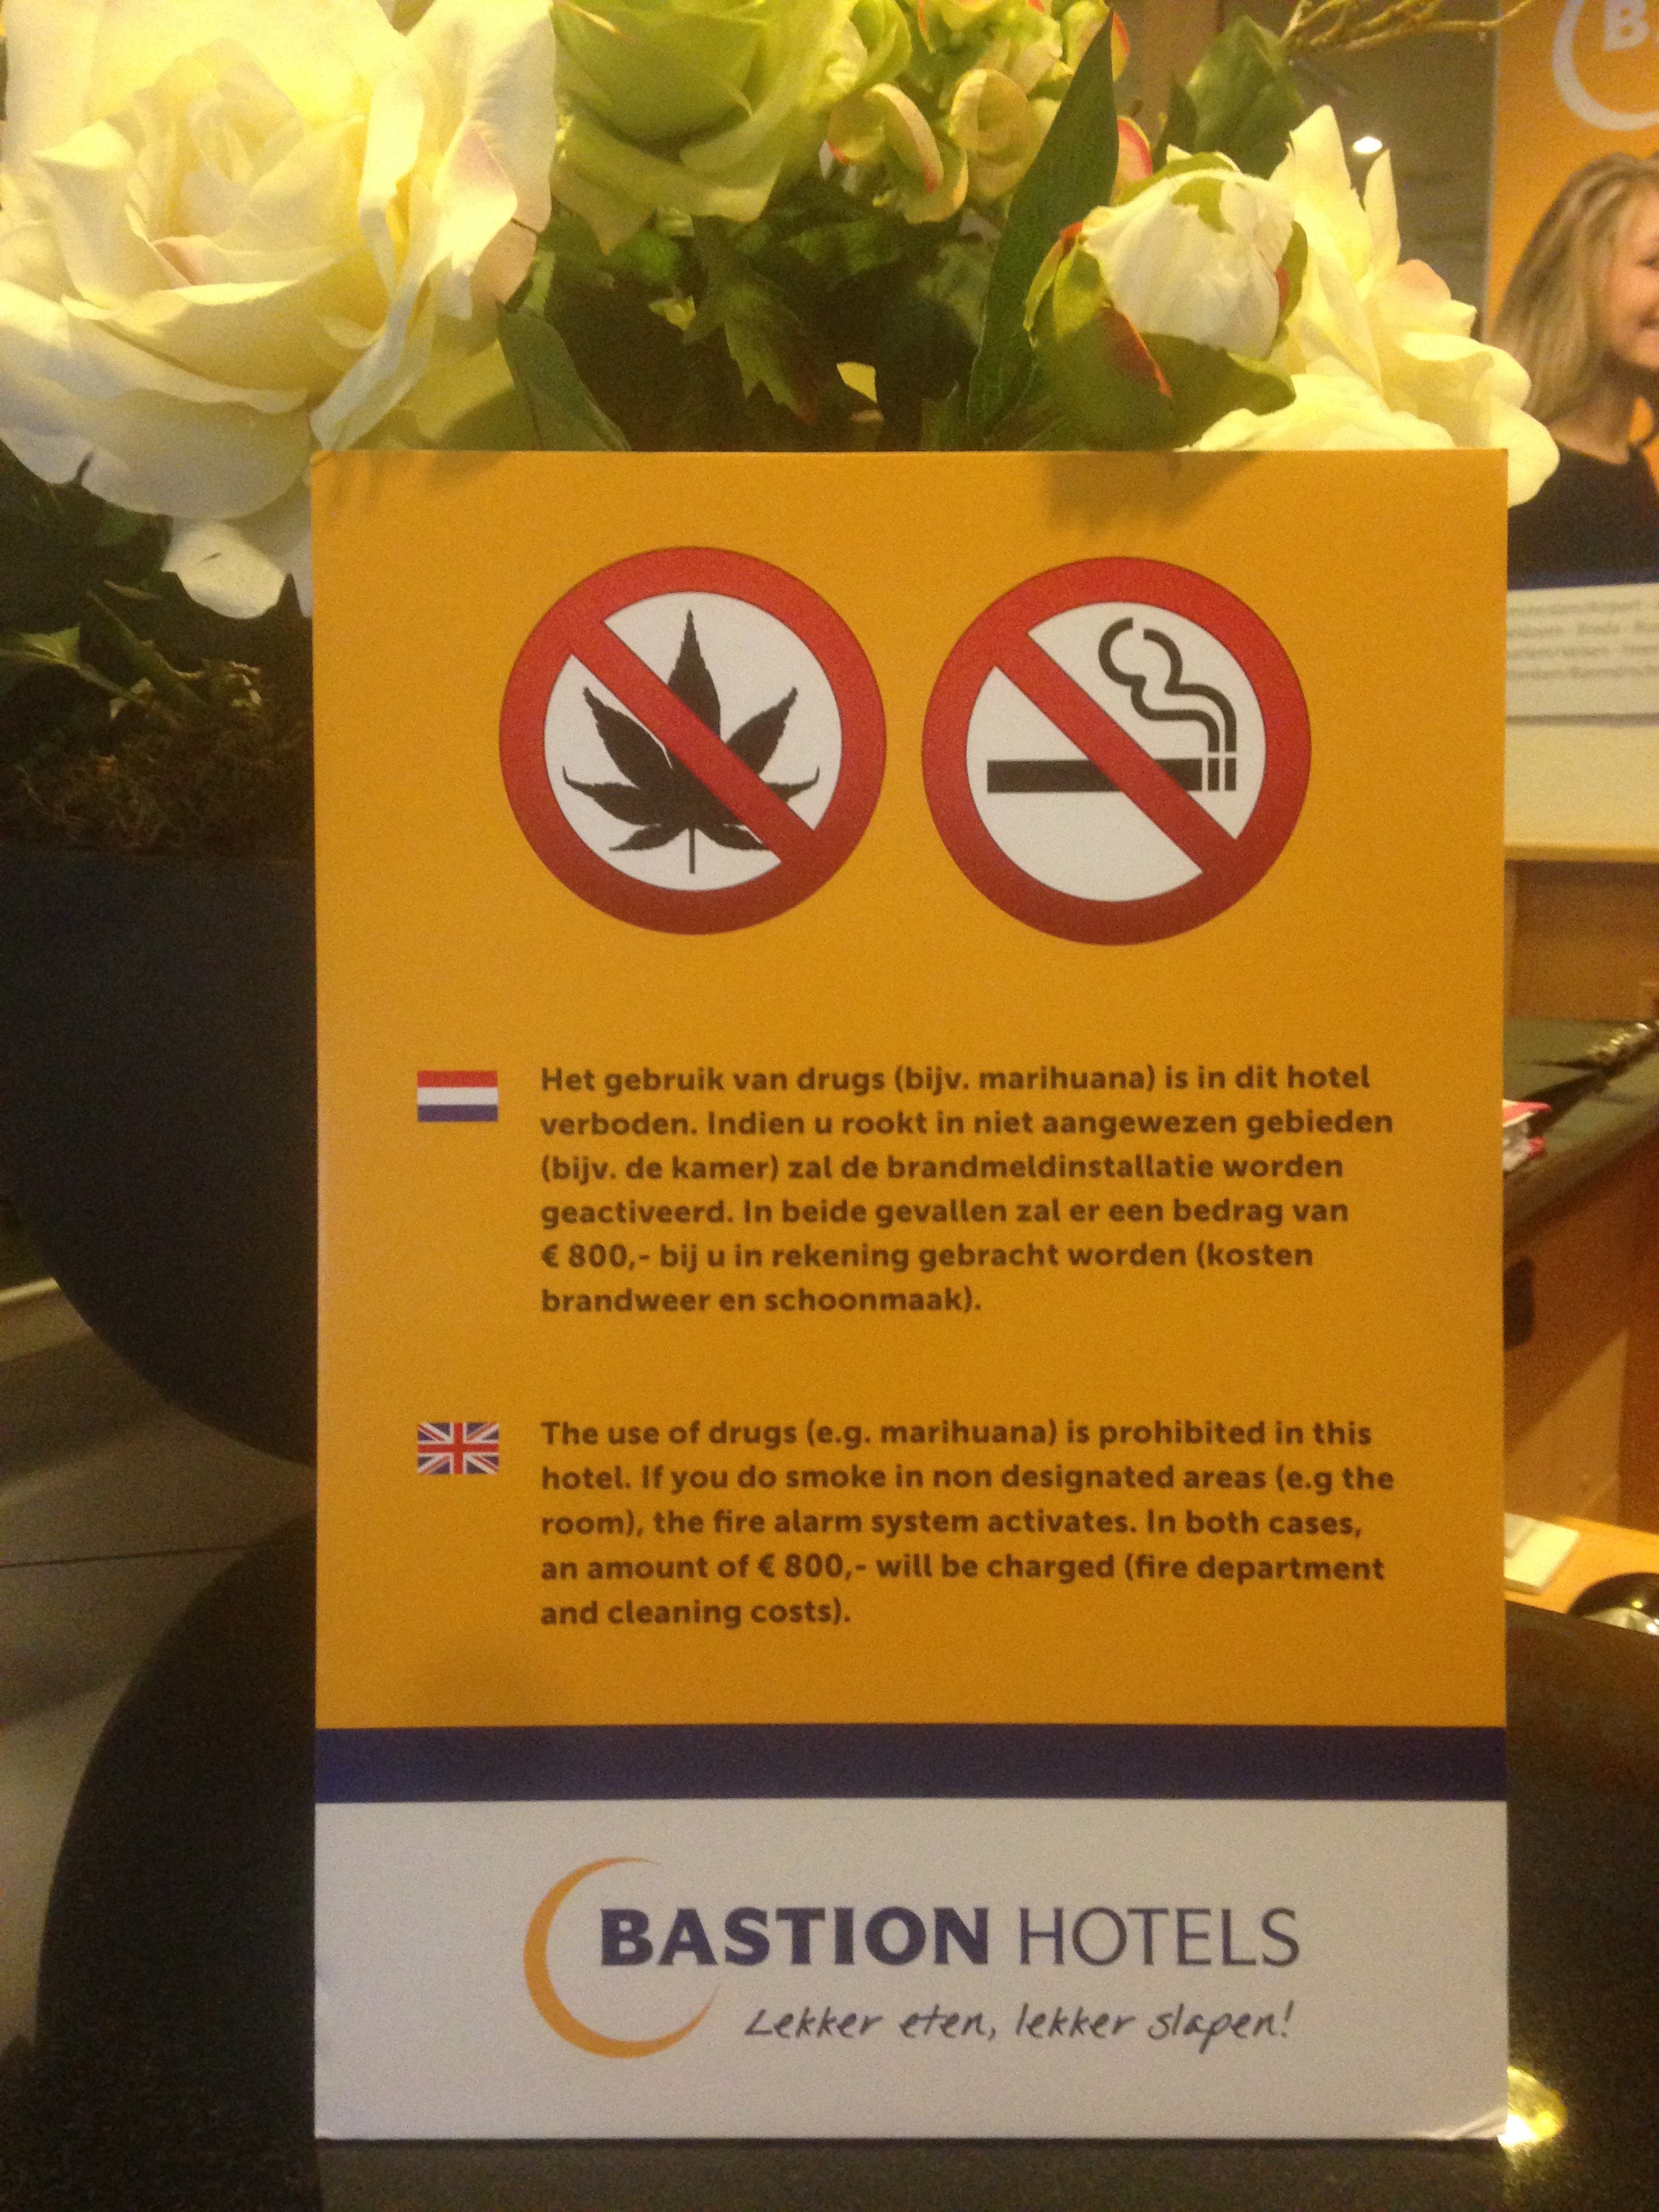 B
Het gebruik van drugs (bijv. marihuana) is in dit hotel
verboden. Indien u rookt in niet aangewezen gebieden
(bijv. de kamer) zal de brandmeldinstallatie worden
geactiveerd. In beide gevallen zal er een bedrag van
€ 800,- bij u in rekening gebracht worden (kosten
brandweer en schoonmaak).
The use of drugs (e.g. marihuana) is prohibited in this
hotel. If you do smoke in non designated areas (e.g the
room), the fire alarm system activates. In both cases,
an amount of € 800,- will be charged (fire department
and cleaning costs).
BASTION HOTELS
Lekker eten, lekker slapen!